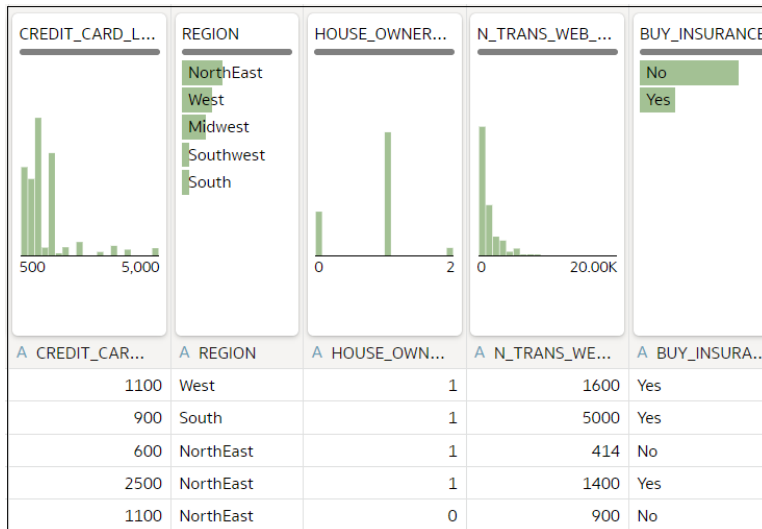 CREDIT_CARD_L... REGION HOUSE_OWNER... N_TRANS_WEB_... BUY_INSURANCE
NorthEast No
West Yes
Midwest
Southwest
South
500 5,000 0 2 0 20.00K
A CREDIT_CAR... A REGION A HOUSE_OWN... A N_TRANS_WE... A BUY_INSURA...
1100 West 1 1600 Yes
900 South 1 5000 Yes
600 NorthEast 1 414 No
2500 NorthEast 1 1400 Yes
1100 NorthEast 0 900 No